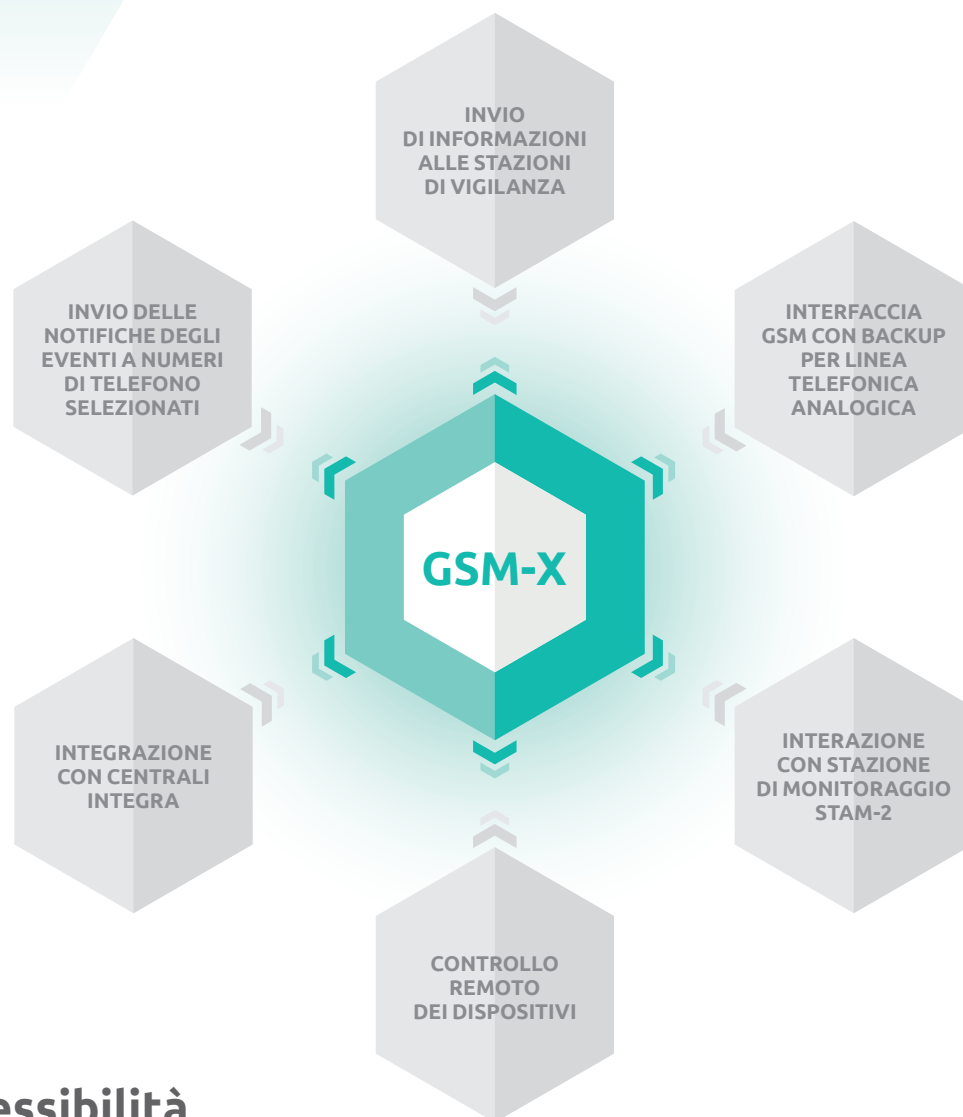 INVIO
DI INFORMAZIONI
ALLE STAZIONI
DI VIGILANZA
INVIO DELLE
NOTIFICHE DEGLI
EVENTI A NUMERI
DI TELEFONO
SELEZIONATI
INTERFACCIA
GSM CON BACKUP
PER LINEA
TELEFONICA
ANALOGICA
GSM-X
INTEGRAZIONE
CON CENTRALI
INTEGRA
INTERAZIONE
CON STAZIONE
DI MONITORAGGIO
STAM-2
CONTROLLO
REMOTO
DEI DISPOSITIVI
essibilità